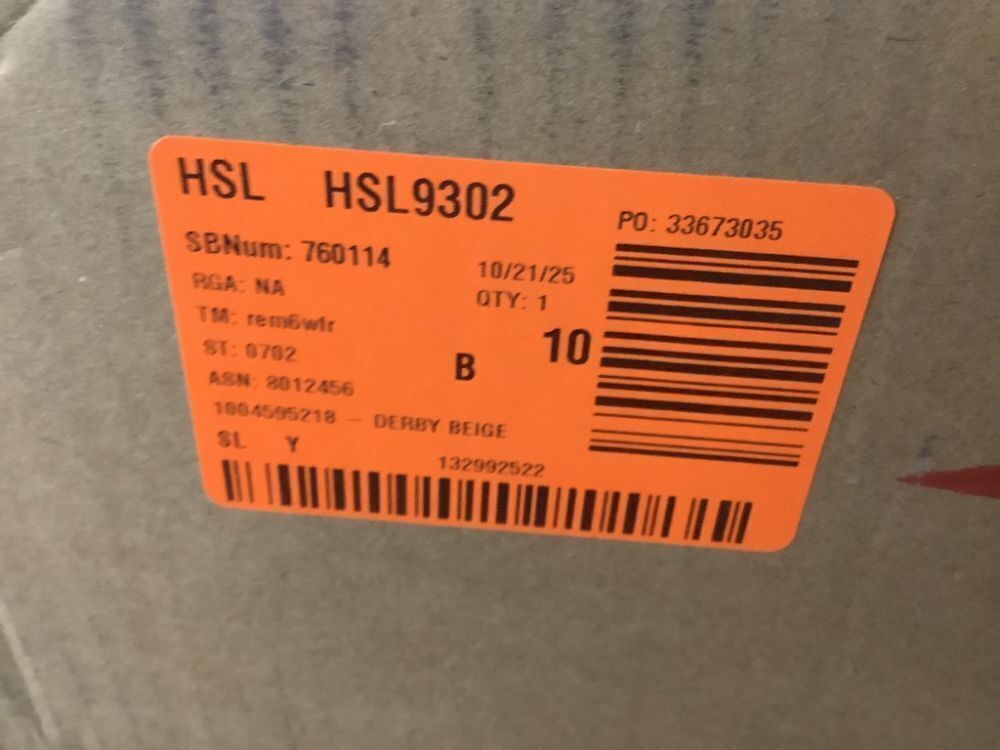 HSL HSL9302
PO: 33673035
SBNum: 760114
10/21/25
RGA: NA
QTY: 1
TM: rem6wfr
ST: 0702
B 10
ASN: 8012456
1004595218 - DERBY BEIGE
SL Y
132992522